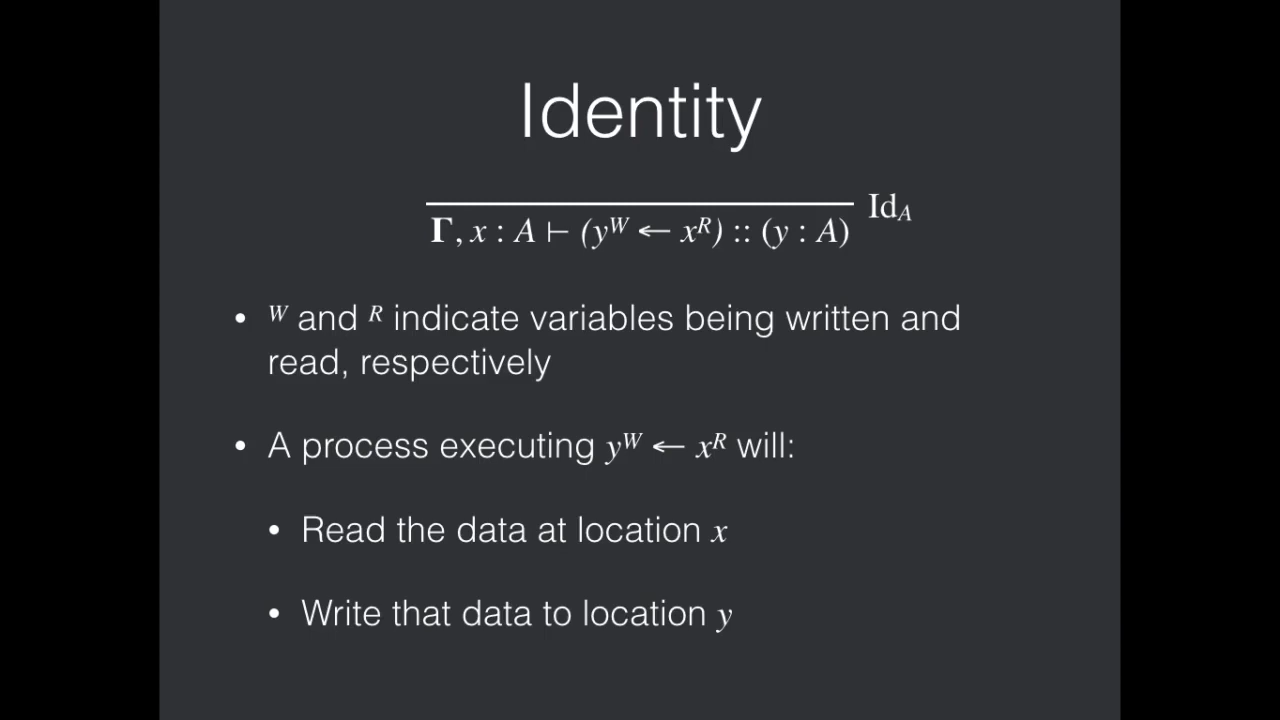 Identity
Id_A
Γ, x : A ⊢ (y^W ← x^R) :: (y : A)
• ^W and ^R indicate variables being written and
read, respectively
• A process executing y^W ← x^R will:
• Read the data at location x
• Write that data to location y